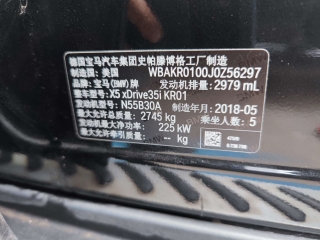 德国宝马汽车集团史帕滕博格工厂制造
制造国: 美国 WBAKR0100J0Z56297
品牌: 宝马(BMW)牌 发动机排量: 2979 mL
型号: X5 xDrive35i KR01
发动机型号: N55B30A 制造年月: 2018-05
最大允许总质量: 2745 kg 乘坐人数: 5
发动机最大净功率: 225 kW
最大允许牵引质量: -- kg